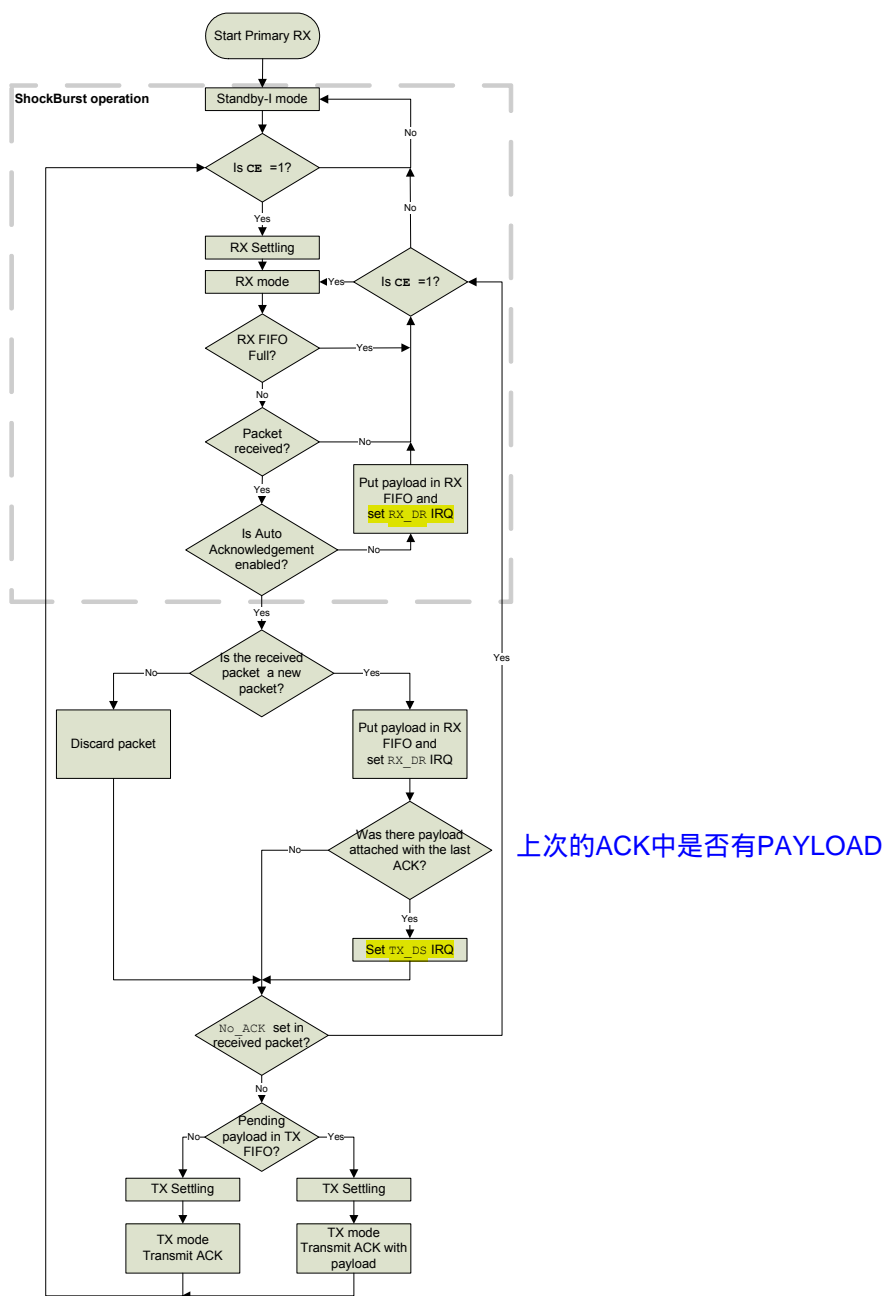 Start Primary RX
ShockBurst operation
Standby-I mode
No
Is CE =1?
No
Yes
RX Settling
Is CE =1?
RX mode
Yes
RX FIFO
Full?
Yes
No
Packet
received?
No
Put payload in RX
FIFO and
set RX_DR IRQ
Yes
Is Auto
Acknowledgement
enabled?
No
Yes
Is the received
packet a new
packet?
No
Yes
Yes
Put payload in RX
FIFO and
set RX_DR IRQ
Discard packet
Was there payload
attached with the last
ACK?
No
上次的ACK中是否有PAYLOAD
Yes
Set TX_DS IRQ
No_ACK set in
received packet?
No
Pending
payload in TX
FIFO?
No
Yes
TX Settling
TX Settling
TX mode
Transmit ACK
TX mode
Transmit ACK with
payload